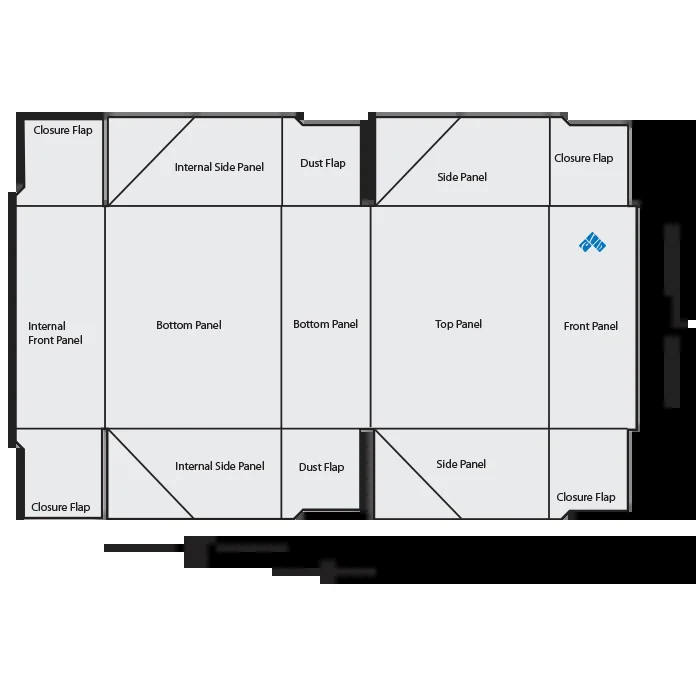 Closure Flap
Internal Side Panel
Dust Flap
Side Panel
Closure Flap
Internal
Front Panel
Bottom Panel
Bottom Panel
Top Panel
Front Panel
Closure Flap
Internal Side Panel
Dust Flap
Side Panel
Closure Flap